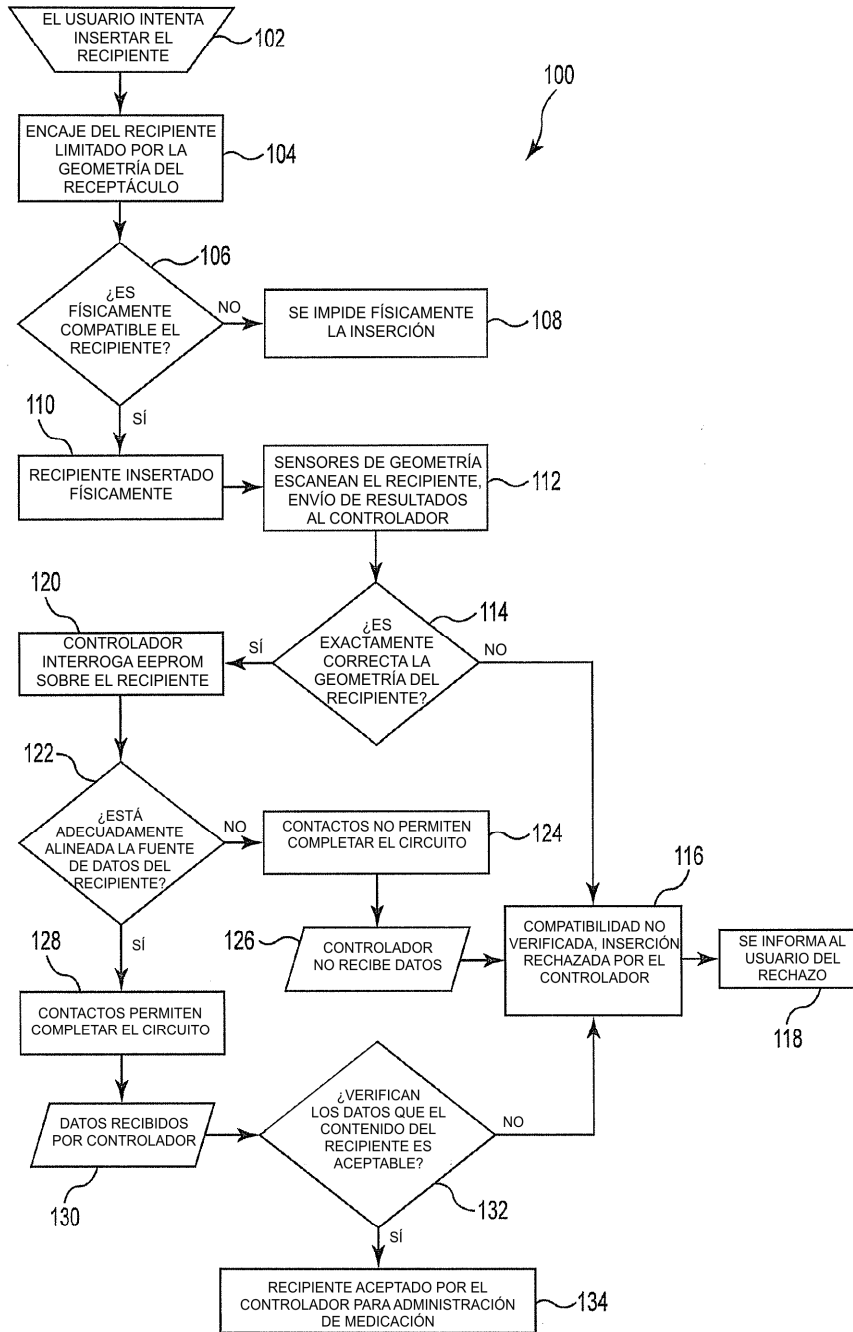 EL USUARIO INTENTA
INSERTAR EL
RECIPIENTE
102
100
ENCAJE DEL RECIPIENTE
LIMITADO POR LA
GEOMETRÍA DEL
RECEPTÁCULO
104
106
¿ES
FÍSICAMENTE
COMPATIBLE EL
RECIPIENTE?
NO
SE IMPIDE FÍSICAMENTE
LA INSERCIÓN
108
SÍ
110
RECIPIENTE INSERTADO
FÍSICAMENTE
SENSORES DE GEOMETRÍA
ESCANEAN EL RECIPIENTE,
ENVÍO DE RESULTADOS
AL CONTROLADOR
112
114
¿ES
EXACTAMENTE
CORRECTA LA
GEOMETRÍA DEL
RECIPIENTE?
SÍ
NO
120
CONTROLADOR
INTERROGA EEPROM
SOBRE EL RECIPIENTE
122
¿ESTÁ
ADECUADAMENTE
ALINEADA LA FUENTE
DE DATOS DEL
RECIPIENTE?
NO
CONTACTOS NO PERMITEN
COMPLETAR EL CIRCUITO
124
126
CONTROLADOR
NO RECIBE DATOS
116
COMPATIBILIDAD NO
VERIFICADA, INSERCIÓN
RECHAZADA POR EL
CONTROLADOR
SE INFORMA AL
USUARIO DEL
RECHAZO
118
SÍ
128
CONTACTOS PERMITEN
COMPLETAR EL CIRCUITO
DATOS RECIBIDOS
POR CONTROLADOR
130
¿VERIFICAN
LOS DATOS QUE EL
CONTENIDO DEL
RECIPIENTE ES
ACEPTABLE?
NO
132
SÍ
RECIPIENTE ACEPTADO POR EL
CONTROLADOR PARA ADMINISTRACIÓN
DE MEDICACIÓN
134